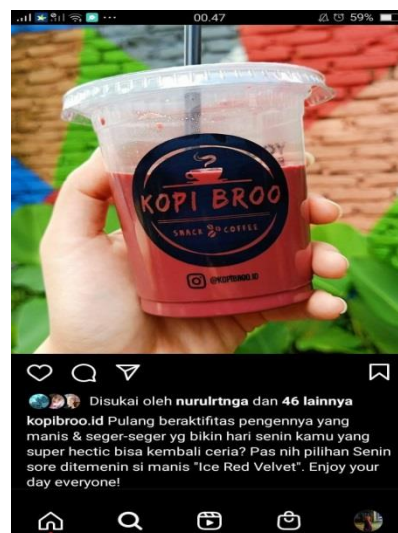 00.47
59%
KOPI BROO
SNACK & COFFEE
@KOPIBROO.ID
Disukai oleh nurulrtnga dan 46 lainnya
kopibroo.id Pulang beraktifitas pengennya yang
manis & seger-seger yg bikin hari senin kamu yang
super hectic bisa kembali ceria? Pas nih pilihan Senin
sore ditemenin si manis "Ice Red Velvet". Enjoy your
day everyone!